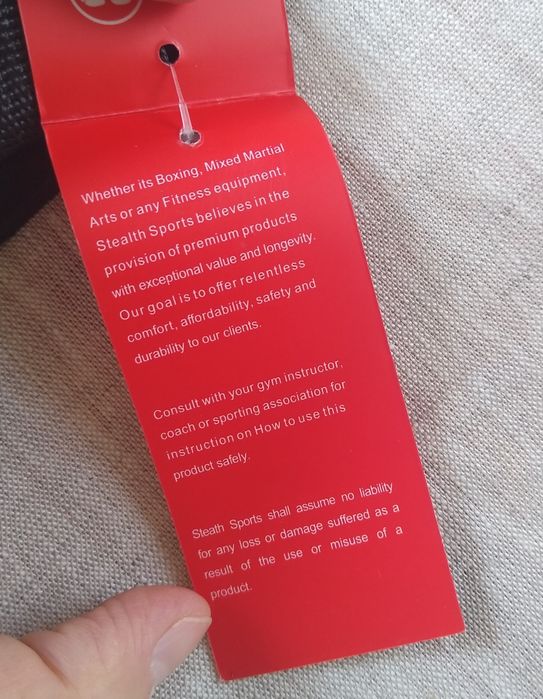 Whether its Boxing, Mixed Martial
Arts or any Fitness equipment,
Stealth Sports believes in the
provision of premium products
with exceptional value and longevity.
Our goal is to offer relentless
comfort, affordability, safety and
durability to our clients.
Consult with your gym instructor,
coach or sporting association for
instruction on How to use this
product safely.
Steath Sports shall assume no liability
for any loss or damage suffered as a
result of the use or misuse of a
product.